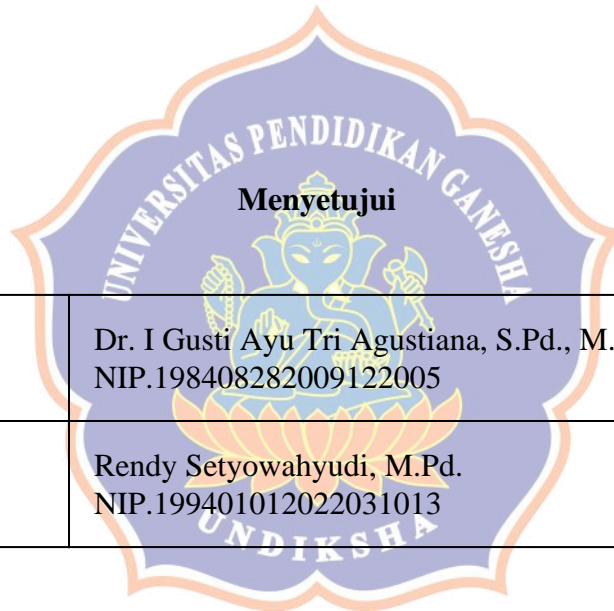 UNIVERSITAS PENDIDIKAN GANESHA
Menyetujui
Dr. I Gusti Ayu Tri Agustiana, S.Pd., M.
NIP.198408282009122005
Rendy Setyowahyudi, M.Pd.
NIP.199401012022031013
UNDIKSHA